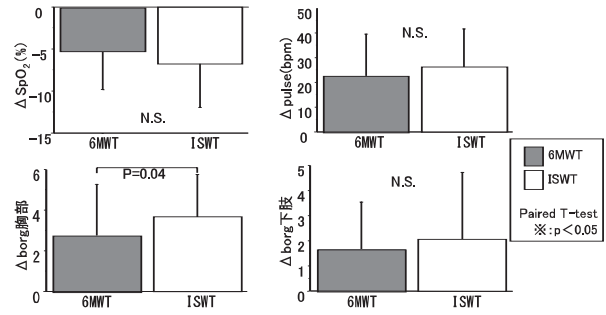 0
-5
-10
-15
ΔSpO₂(%)
N.S.
6MWT ISWT
50
40
30
20
10
0
Δpulse(bpm)
N.S.
6MWT ISWT
6
4
2
0
Δborg胸部
P=0.04
6MWT ISWT
5
4
3
2
1
0
Δborg下肢
N.S.
6MWT ISWT
6MWT
ISWT
Paired T-test
※:p<0.05